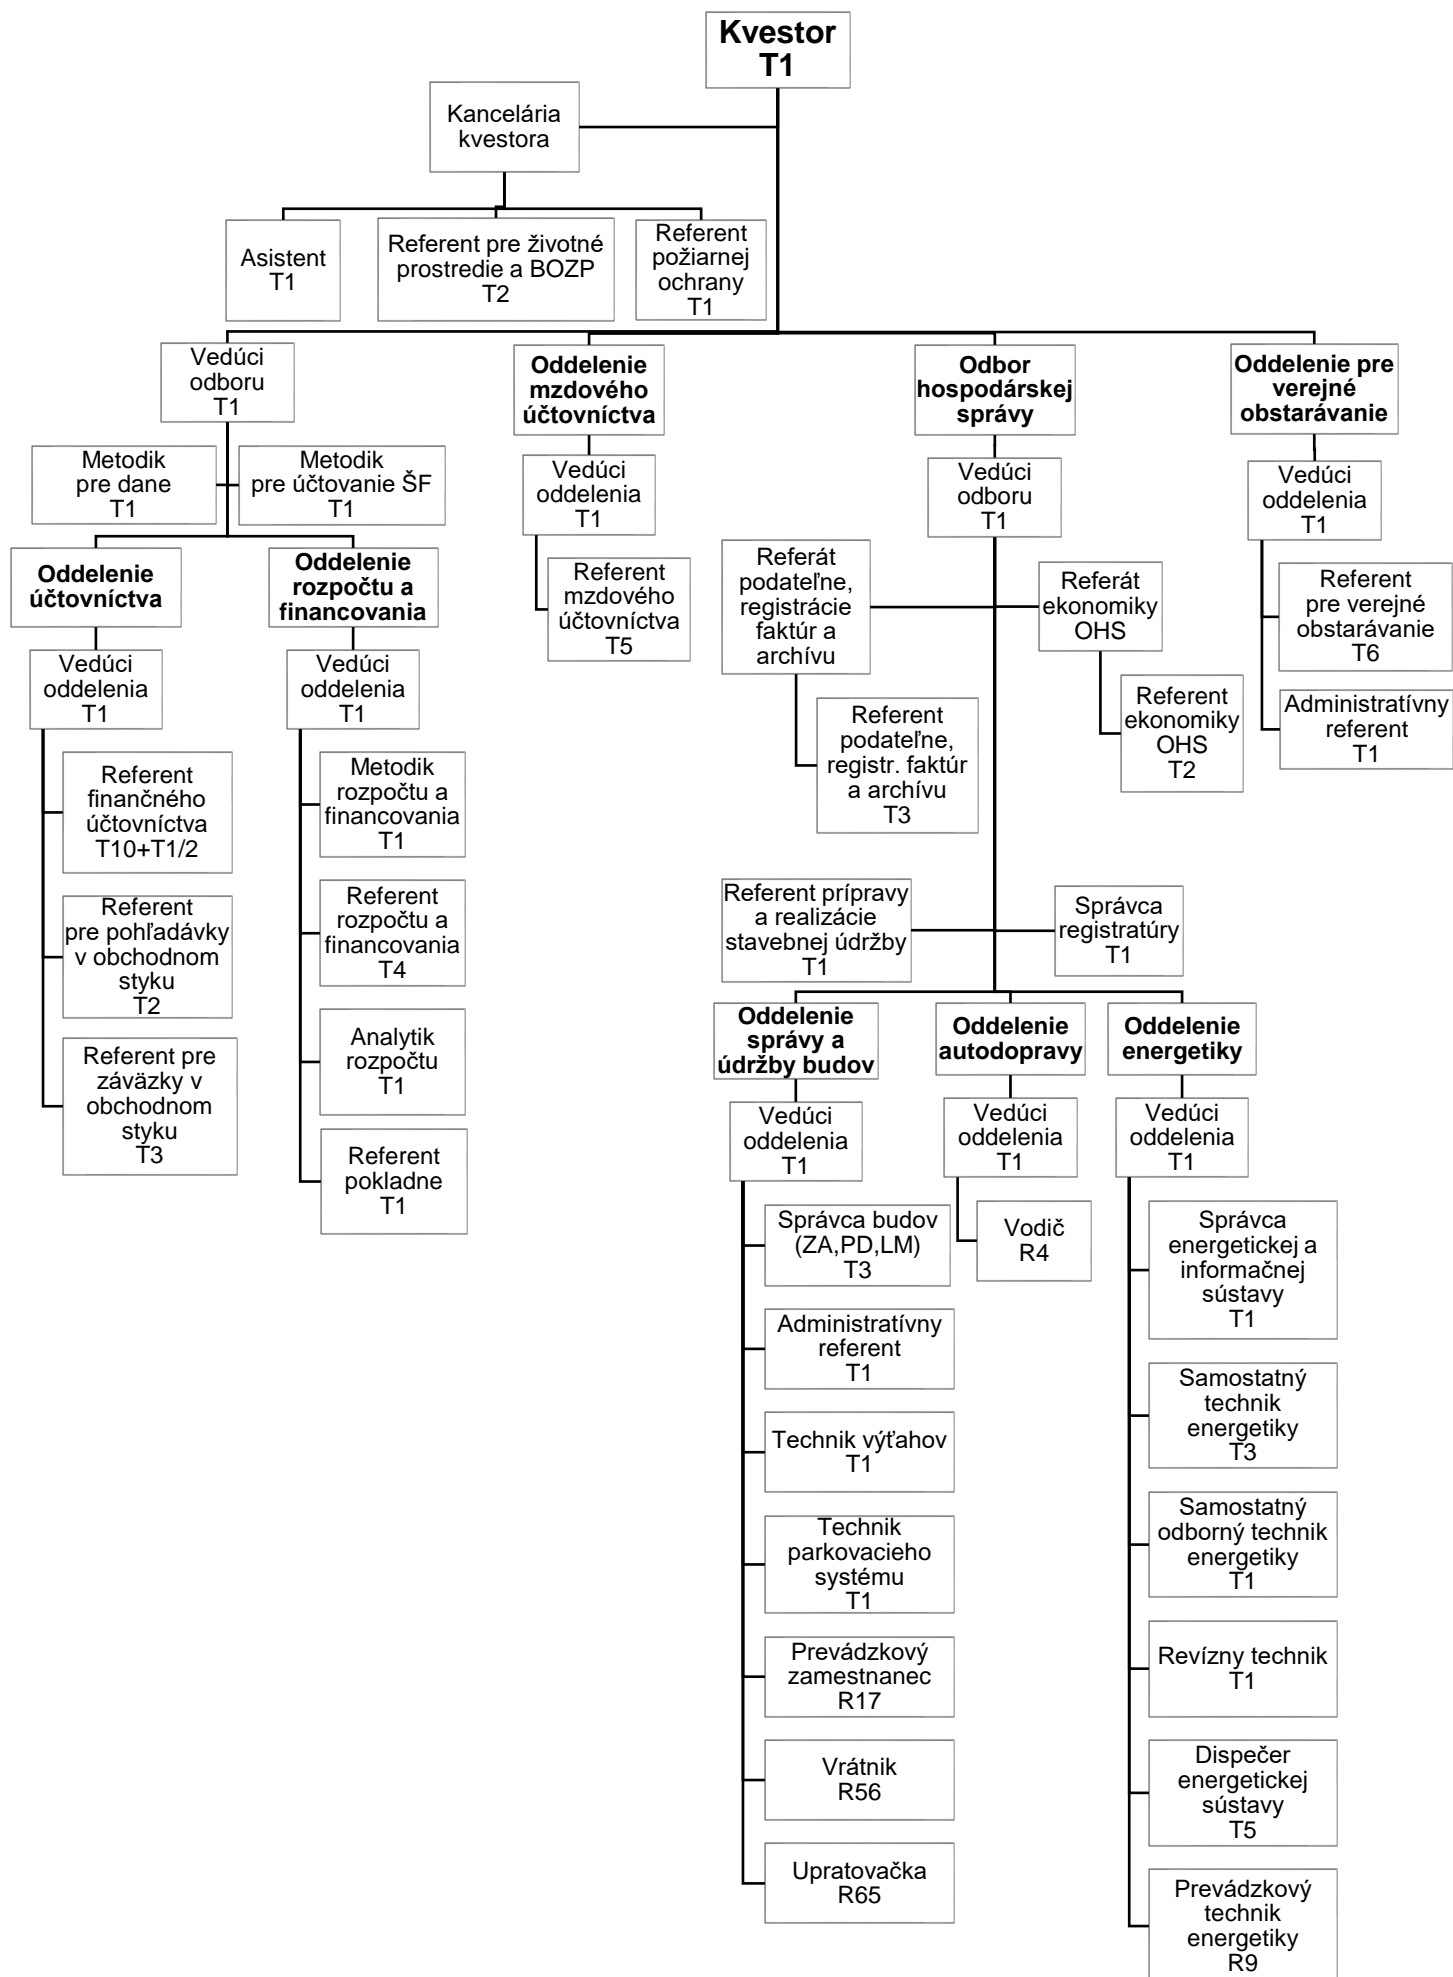 Kvestor
T1
Kancelária
kvestora
Asistent
T1
Referent pre životné
prostredie a BOZP
T2
Referent
požiarnej
ochrany
T1
Vedúci
odboru
T1
Metodik
pre dane
T1
Metodik
pre účtovanie ŠF
T1
Oddelenie
účtovníctva
Vedúci
oddelenia
T1
Referent
finančného
účtovníctva
T10+T1/2
Referent
pre pohľadávky
v obchodnom
styku
T2
Referent pre
záväzky v
obchodnom
styku
T3
Oddelenie
rozpočtu a
financovania
Vedúci
oddelenia
T1
Metodik
rozpočtu a
financovania
T1
Referent
rozpočtu a
financovania
T4
Analytik
rozpočtu
T1
Referent
pokladne
T1
Oddelenie
mzdového
účtovníctva
Vedúci
oddelenia
T1
Referent
mzdového
účtovníctva
T5
Odbor
hospodárskej
správy
Vedúci
odboru
T1
Referát
podateľne,
registrácie
faktúr a
archívu
Referent
podateľne,
registr. faktúr
a archívu
T3
Referát
ekonomiky
OHS
Referent
ekonomiky
OHS
T2
Referent prípravy
a realizácie
stavebnej údržby
T1
Správca
registratúry
T1
Oddelenie
správy a
údržby budov
Vedúci
oddelenia
T1
Správca budov
(ZA,PD,LM)
T3
Administratívny
referent
T1
Technik výťahov
T1
Technik
parkovacieho
systému
T1
Prevádzkový
zamestnanec
R17
Vrátnik
R56
Upratovačka
R65
Oddelenie
autodopravy
Vedúci
oddelenia
T1
Vodič
R4
Oddelenie
energetiky
Vedúci
oddelenia
T1
Správca
energetickej a
informačnej
sústavy
T1
Samostatný
technik
energetiky
T3
Samostatný
odborný technik
energetiky
T1
Revízny technik
T1
Dispečer
energetickej
sústavy
T5
Prevádzkový
technik
energetiky
R9
Oddelenie pre
verejné
obstarávanie
Vedúci
oddelenia
T1
Referent
pre verejné
obstarávanie
T6
Administratívny
referent
T1